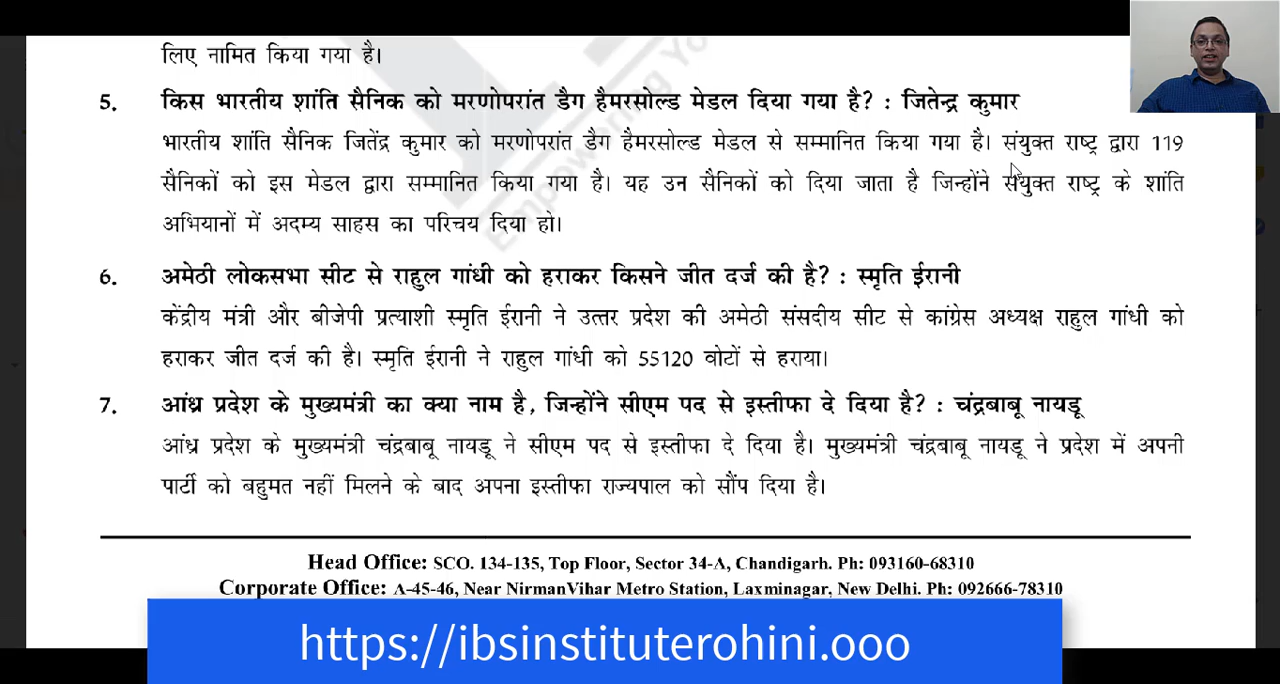 लिए नामित किया गया है।
5. किस भारतीय शांति सैनिक को मरणोपरांत डैग हैमरसोल्ड मेडल दिया गया है? : जितेन्द्र कुमार
भारतीय शांति सैनिक जितेंद्र कुमार को मरणोपरांत डैग हैमरसोल्ड मेडल से सम्मानित किया गया है। संयुक्त राष्ट्र द्वारा 119
सैनिकों को इस मेडल द्वारा सम्मानित किया गया है। यह उन सैनिकों को दिया जाता है जिन्होंने संयुक्त राष्ट्र के शांति
अभियानों में अदम्य साहस का परिचय दिया हो।
6. अमेठी लोकसभा सीट से राहुल गांधी को हराकर किसने जीत दर्ज की है? : स्मृति ईरानी
केंद्रीय मंत्री और बीजेपी प्रत्याशी स्मृति ईरानी ने उत्तर प्रदेश की अमेठी संसदीय सीट से कांग्रेस अध्यक्ष राहुल गांधी को
हराकर जीत दर्ज की है। स्मृति ईरानी ने राहुल गांधी को 55120 वोटों से हराया।
7. आंध्र प्रदेश के मुख्यमंत्री का क्या नाम है, जिन्होंने सीएम पद से इस्तीफा दे दिया है? : चंद्रबाबू नायडू
आंध्र प्रदेश के मुख्यमंत्री चंद्रबाबू नायडू ने सीएम पद से इस्तीफा दे दिया है। मुख्यमंत्री चंद्रबाबू नायडू ने प्रदेश में अपनी
पार्टी को बहुमत नहीं मिलने के बाद अपना इस्तीफा राज्यपाल को सौंप दिया है।
Head Office: SCO. 134-135, Top Floor, Sector 34-A, Chandigarh. Ph: 093160-68310
Corporate Office: A-45-46, Near NirmanVihar Metro Station, Laxminagar, New Delhi. Ph: 092666-78310
https://ibsinstituterohini.ooo
Empowering